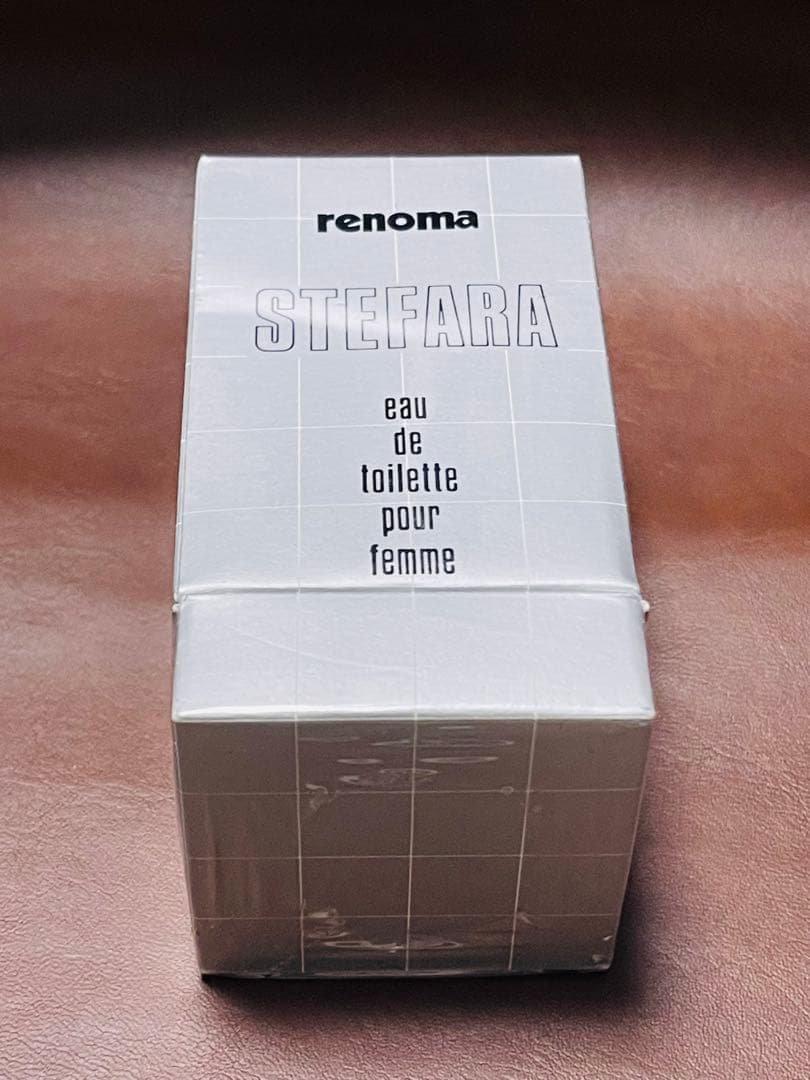 renoma
STEFARA
eau
de
toilette
pour
femme